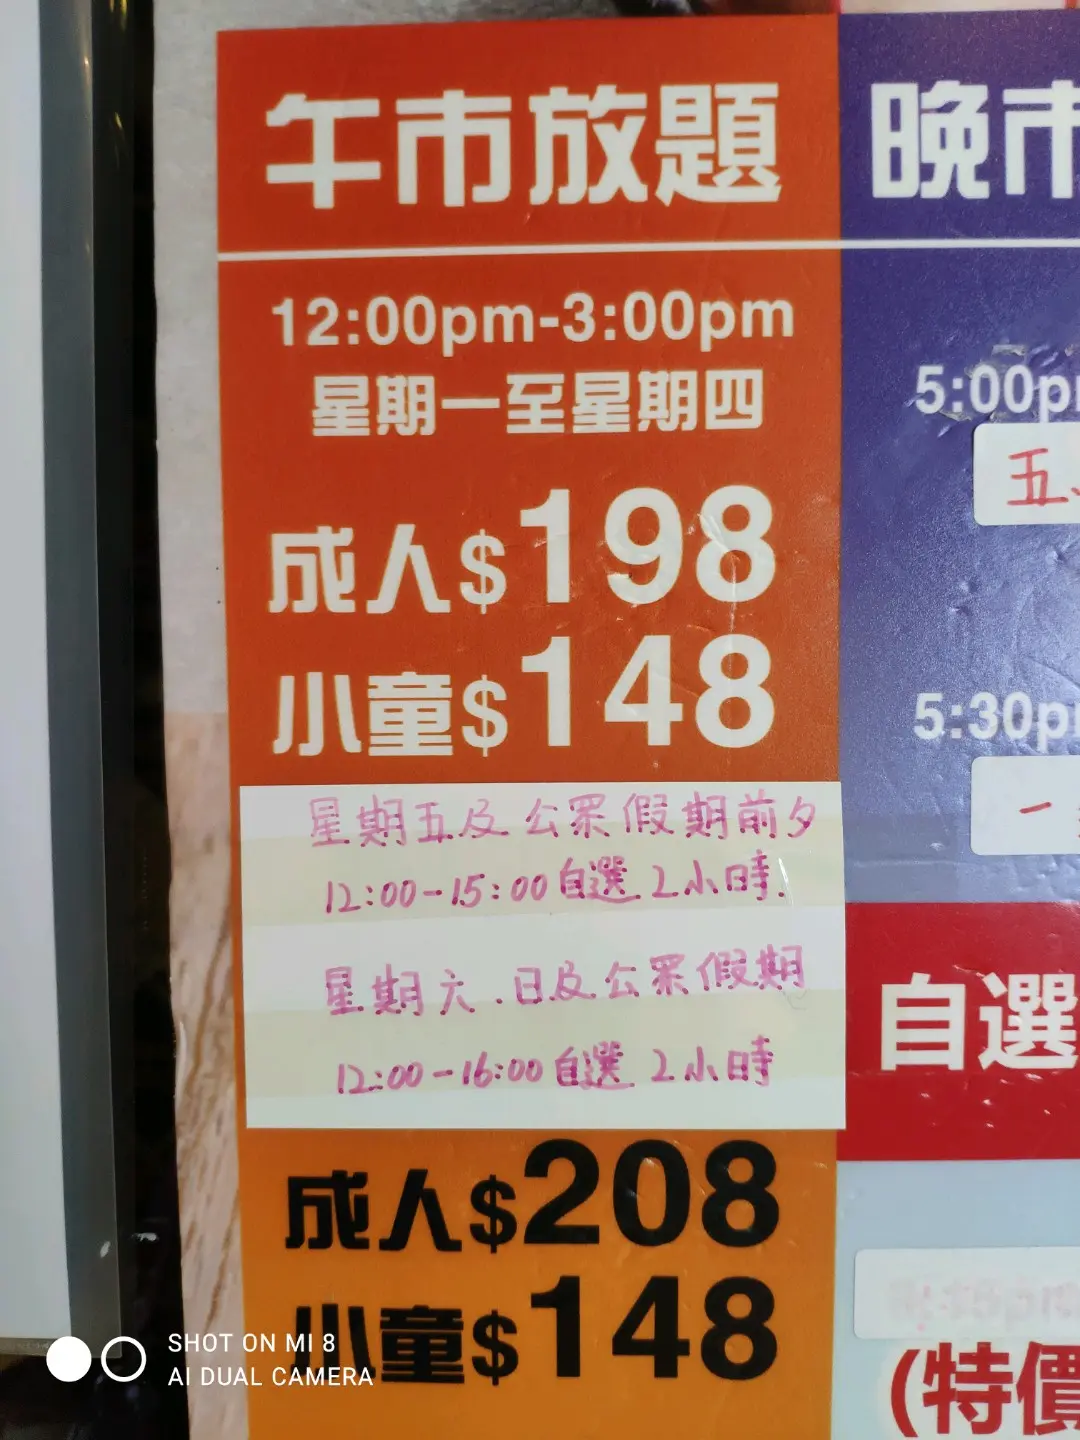 午市放題
12:00pm-3:00pm
星期一至星期四
成人$198
小童$148
星期五及公眾假期前夕
12:00-15:00自選 2小時.
星期六.日及公眾假期
12:00-16:00自選 2小時
成人$208
小童$148
晚市
5:00p
五、
5:30p
一
自選
(特價
SHOT ON MI 8
AI DUAL CAMERA